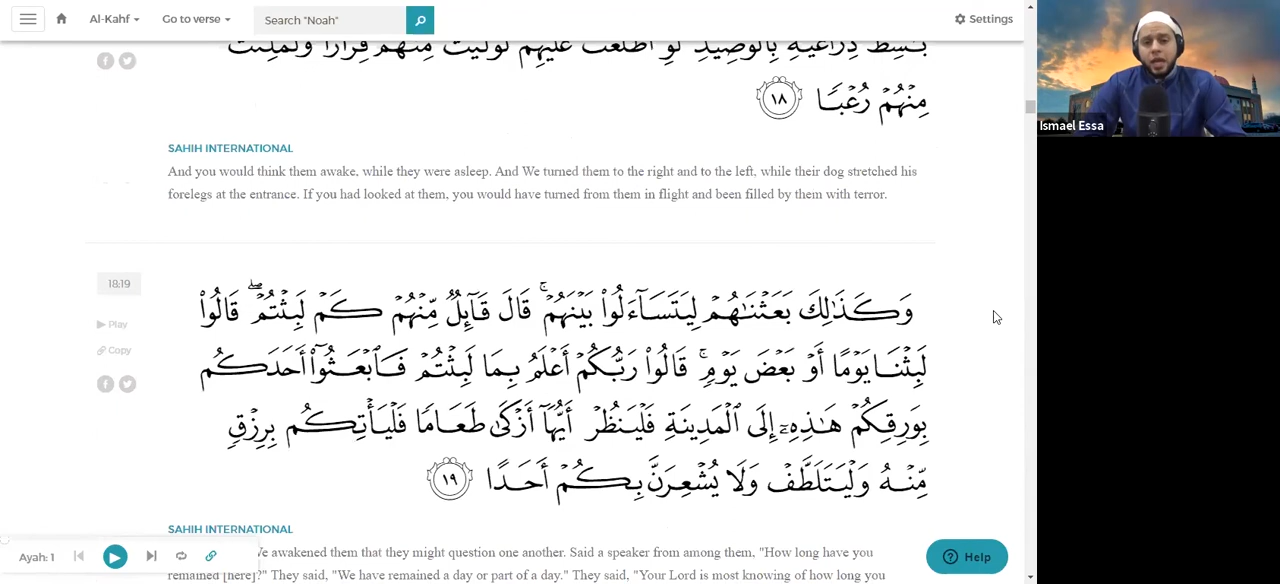 Al-Kahf
Go to verse
Search "Noah"
Settings
Ismael Essa
بَٰسِطٌ ذِرَاعَيْهِ بِٱلْوَصِيدِ لَوِ ٱطَّلَعْتَ عَلَيْهِمْ لَوَلَّيْتَ مِنْهُمْ فِرَارًا وَلَمُلِئْتَ
مِنْهُمْ رُعْبًا ١٨
SAHIH INTERNATIONAL
And you would think them awake, while they were asleep. And We turned them to the right and to the left, while their dog stretched his
forelegs at the entrance. If you had looked at them, you would have turned from them in flight and been filled by them with terror.
18:19
Play
Copy
وَكَذَٰلِكَ بَعَثْنَٰهُمْ لِيَتَسَآءَلُوا۟ بَيْنَهُمْ ۚ قَالَ قَآئِلٌ مِّنْهُمْ كَمْ لَبِثْتُمْ ۖ قَالُوا۟
لَبِثْنَا يَوْمًا أَوْ بَعْضَ يَوْمٍ ۚ قَالُوا۟ رَبُّكُمْ أَعْلَمُ بِمَا لَبِثْتُمْ فَٱبْعَثُوٓا۟ أَحَدَكُم
بِوَرِقِكُمْ هَٰذِهِۦٓ إِلَى ٱلْمَدِينَةِ فَلْيَنظُرْ أَيُّهَآ أَزْكَىٰ طَعَامًا فَلْيَأْتِكُم بِرِزْقٍ
مِّنْهُ وَلْيَتَلَطَّفْ وَلَا يُشْعِرَنَّ بِكُمْ أَحَدًا ١٩
SAHIH INTERNATIONAL
We awakened them that they might question one another. Said a speaker from among them, "How long have you
remained [here]?" They said, "We have remained a day or part of a day." They said, "Your Lord is most knowing of how long you
Ayah: 1
Help